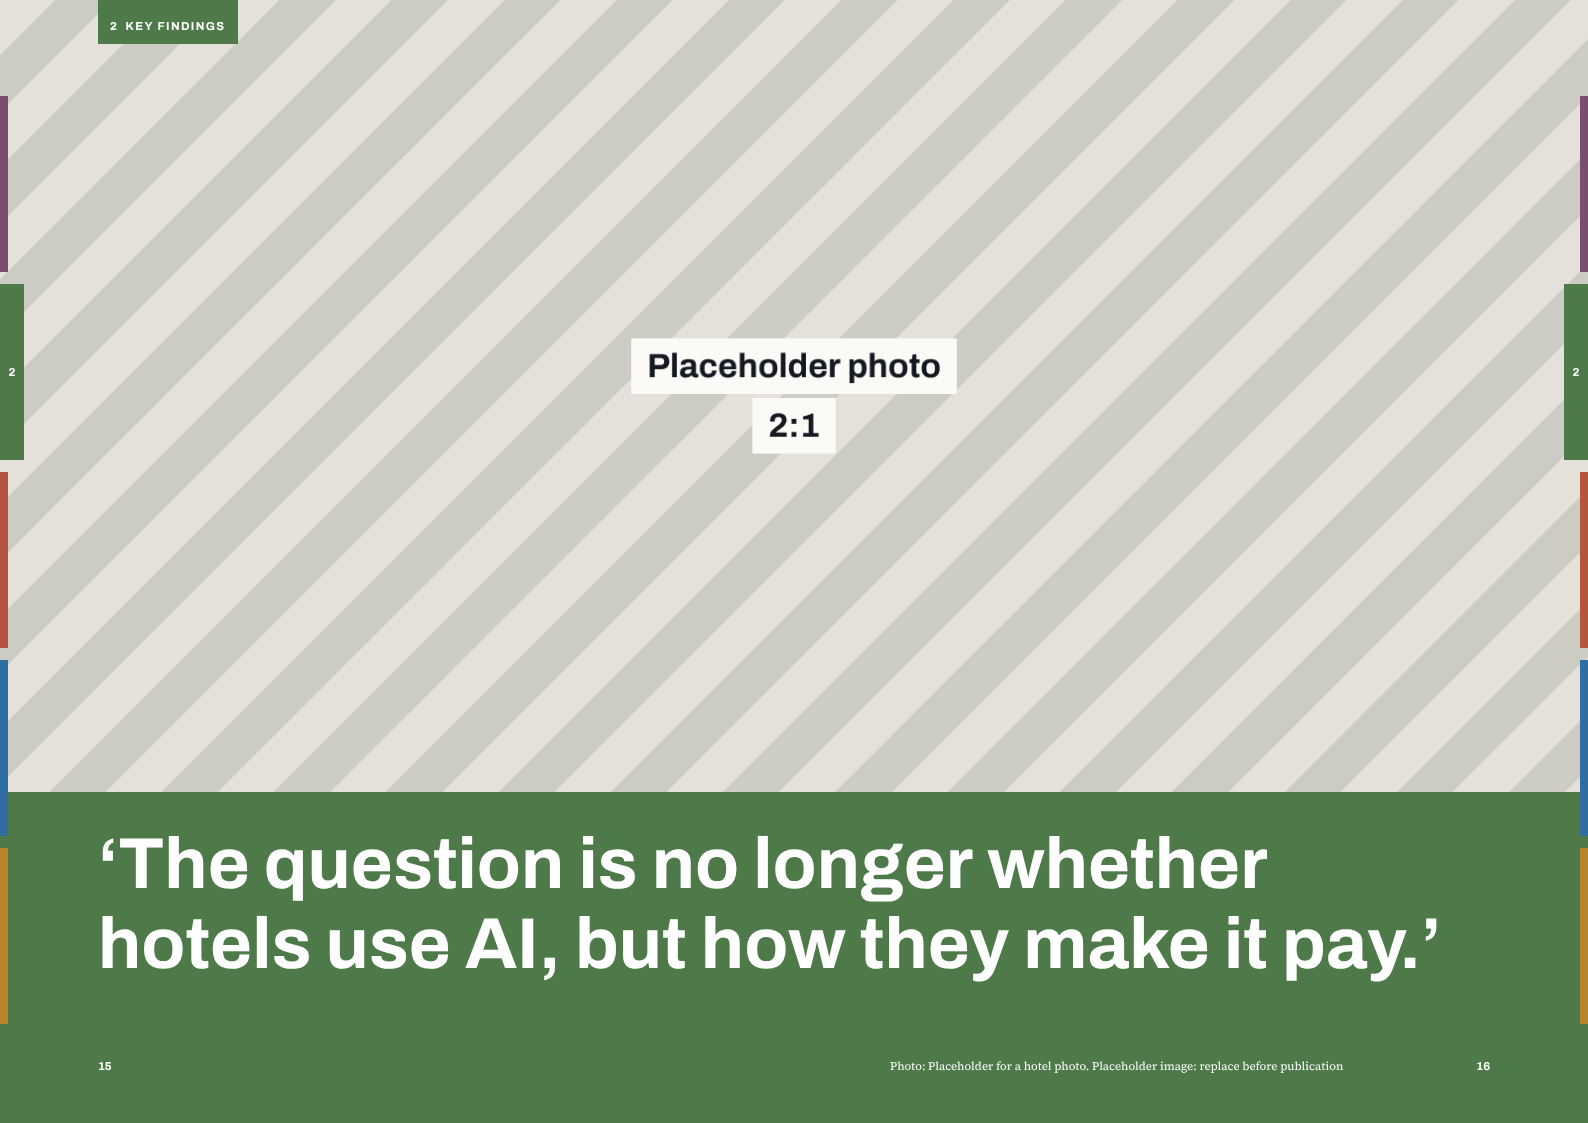 2 KEY FINDINGS
2
2
Placeholder photo
2:1
‘The question is no longer whether
hotels use AI, but how they make it pay.’
15
Photo: Placeholder for a hotel photo. Placeholder image: replace before publication
16